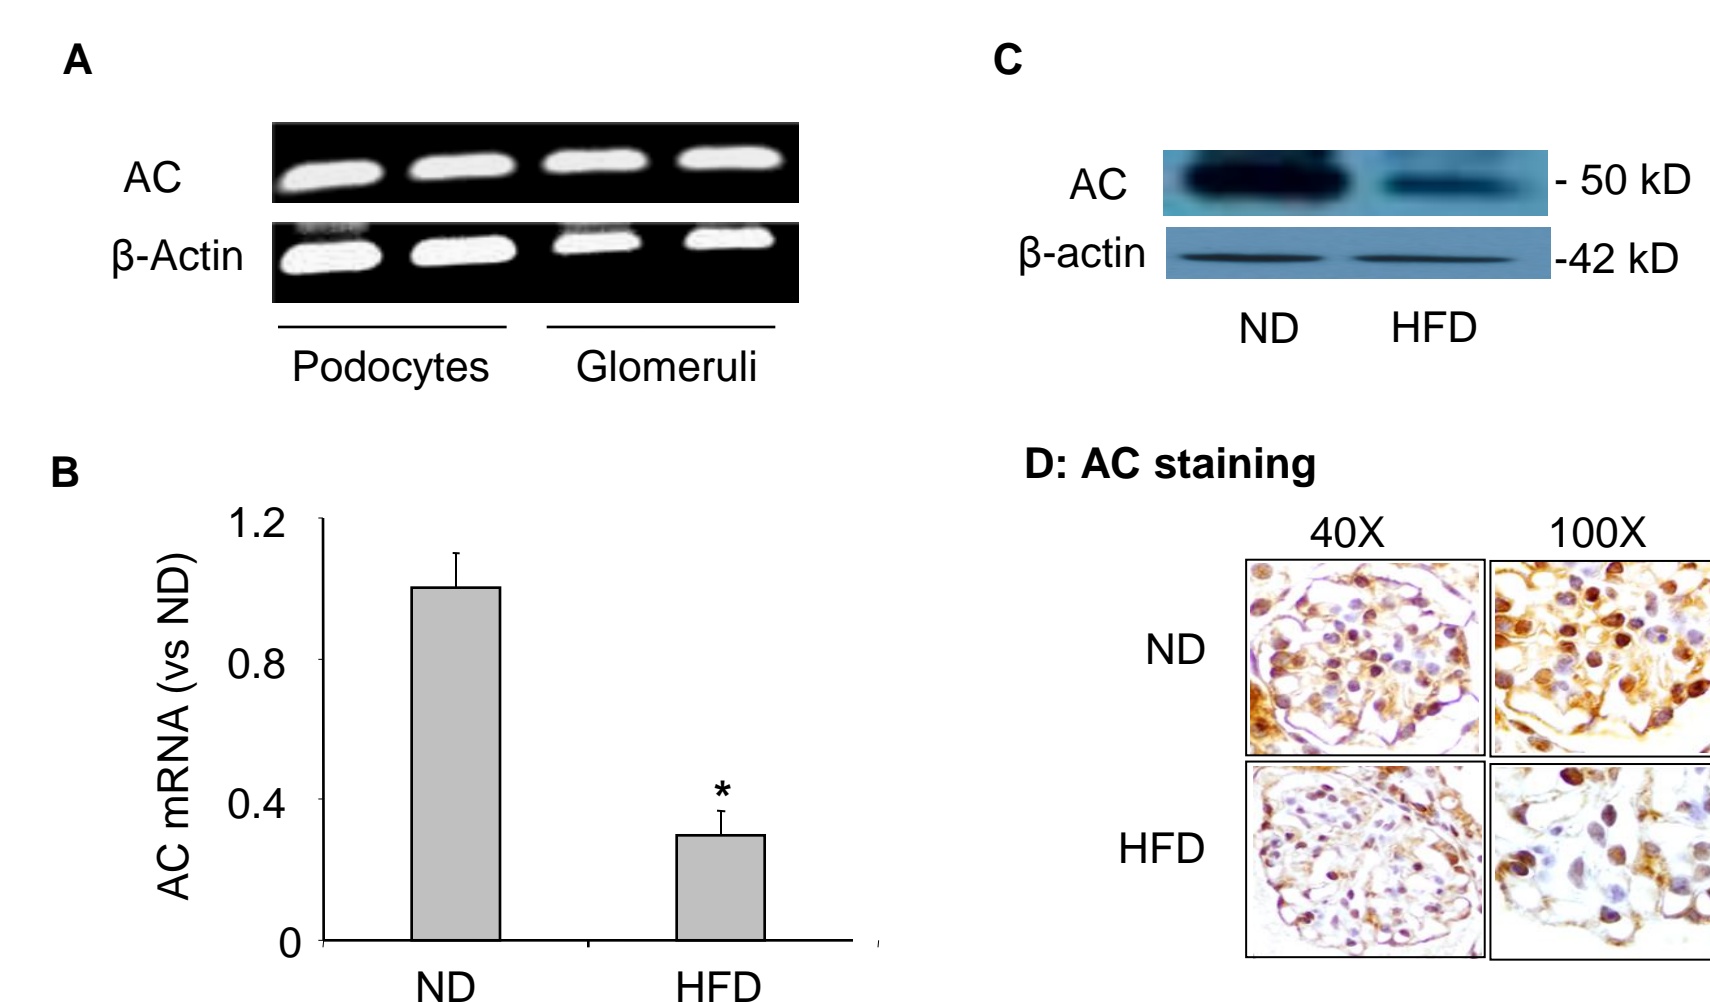 A
AC
β-Actin
Podocytes Glomeruli
B
AC mRNA (vs ND)
1.2
0.8
0.4
0
*
ND HFD
C
AC - 50 kD
β-actin -42 kD
ND HFD
D: AC staining
40X 100X
ND
HFD